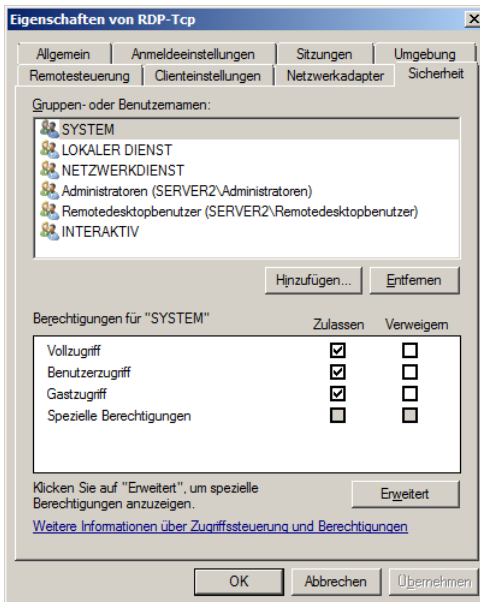 Eigenschaften von RDP-Tcp
Allgemein Anmeldeeinstellungen Sitzungen Umgebung
Remotesteuerung Clienteinstellungen Netzwerkadapter Sicherheit
Gruppen- oder Benutzernamen:
SYSTEM
LOKALER DIENST
NETZWERKDIENST
Administratoren (SERVER2\Administratoren)
Remotedesktopbenutzer (SERVER2\Remotedesktopbenutzer)
INTERAKTIV
Hinzufügen... Entfernen
Berechtigungen für "SYSTEM" Zulassen Verweigern
Vollzugriff
Benutzerzugriff
Gastzugriff
Spezielle Berechtigungen
Klicken Sie auf "Erweitert", um spezielle
Berechtigungen anzuzeigen.
Erweitert
Weitere Informationen über Zugriffssteuerung und Berechtigungen
OK Abbrechen Übernehmen